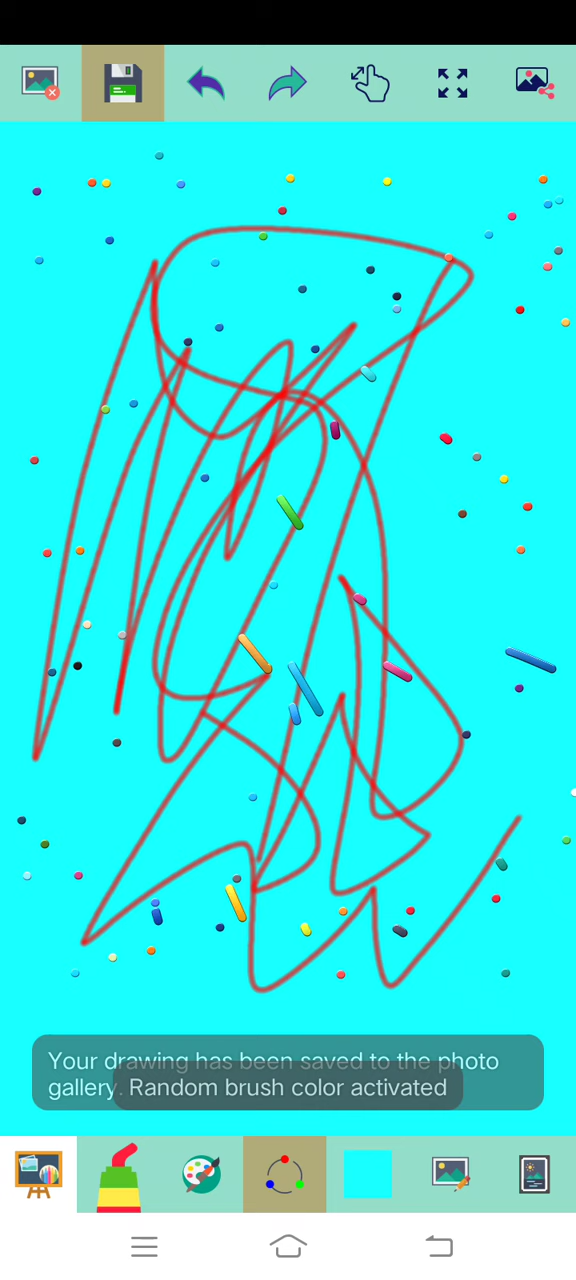 Your drawing has been saved to the photo
gallery. Random brush color activated